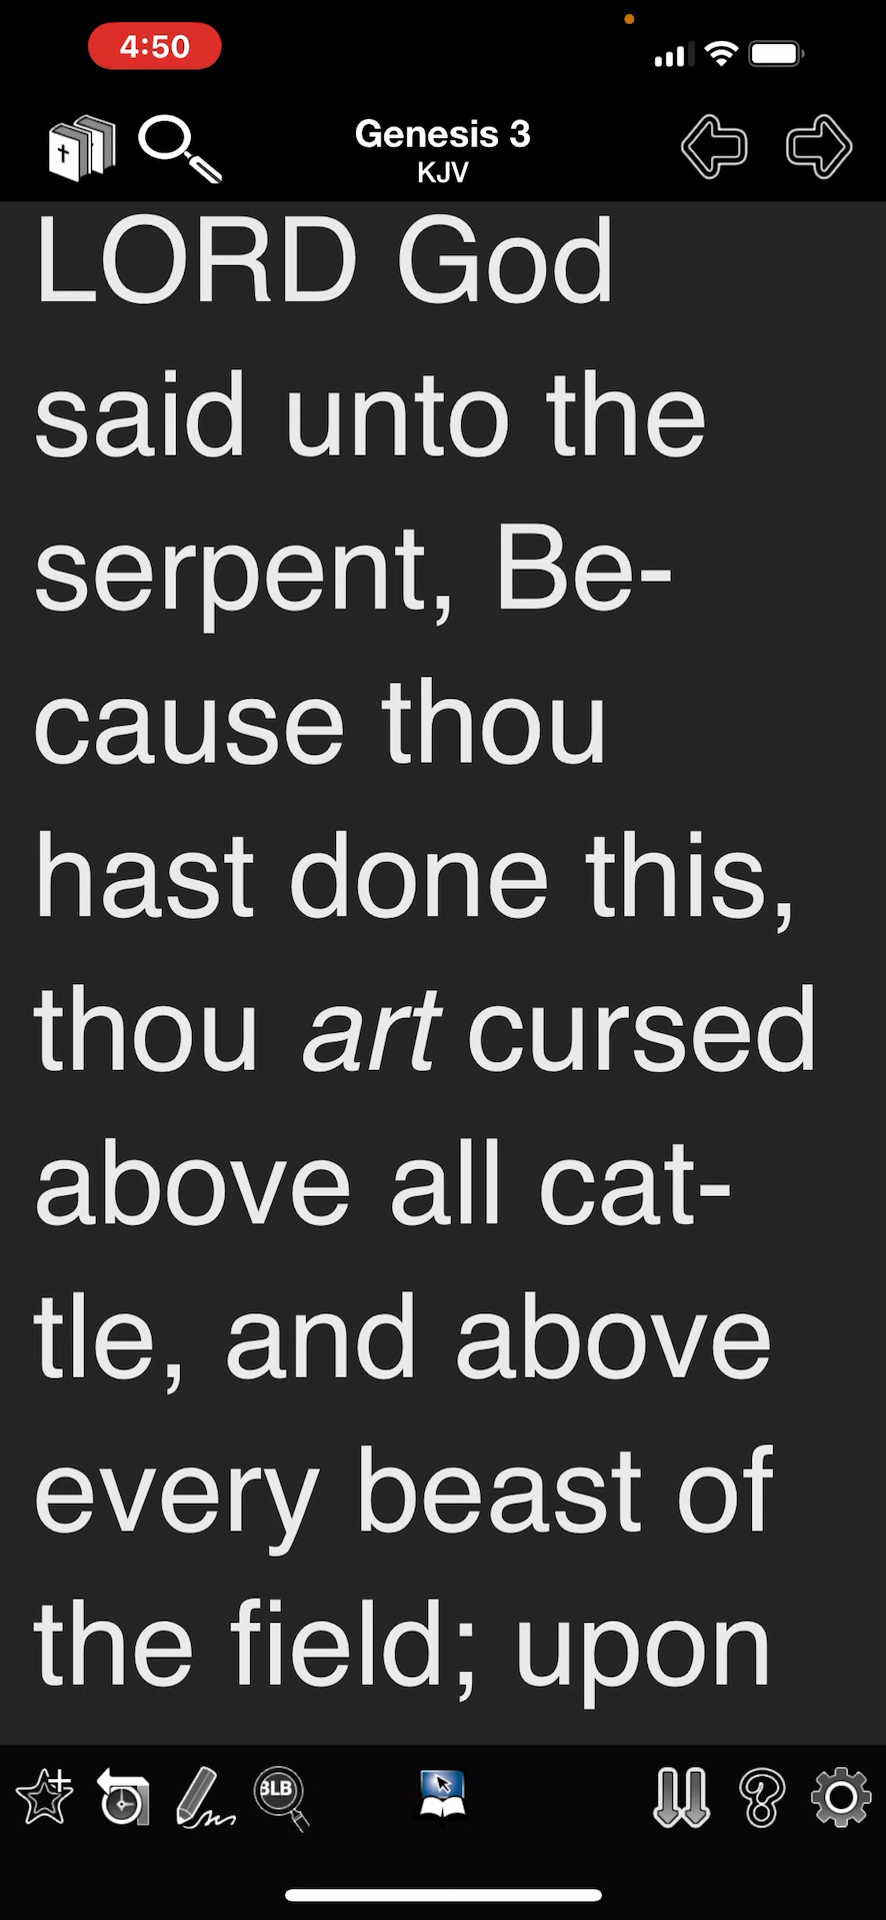 4:50
Genesis 3
KJV
LORD God
said unto the
serpent, Be-
cause thou
hast done this,
thou art cursed
above all cat-
tle, and above
every beast of
the field; upon
BLB